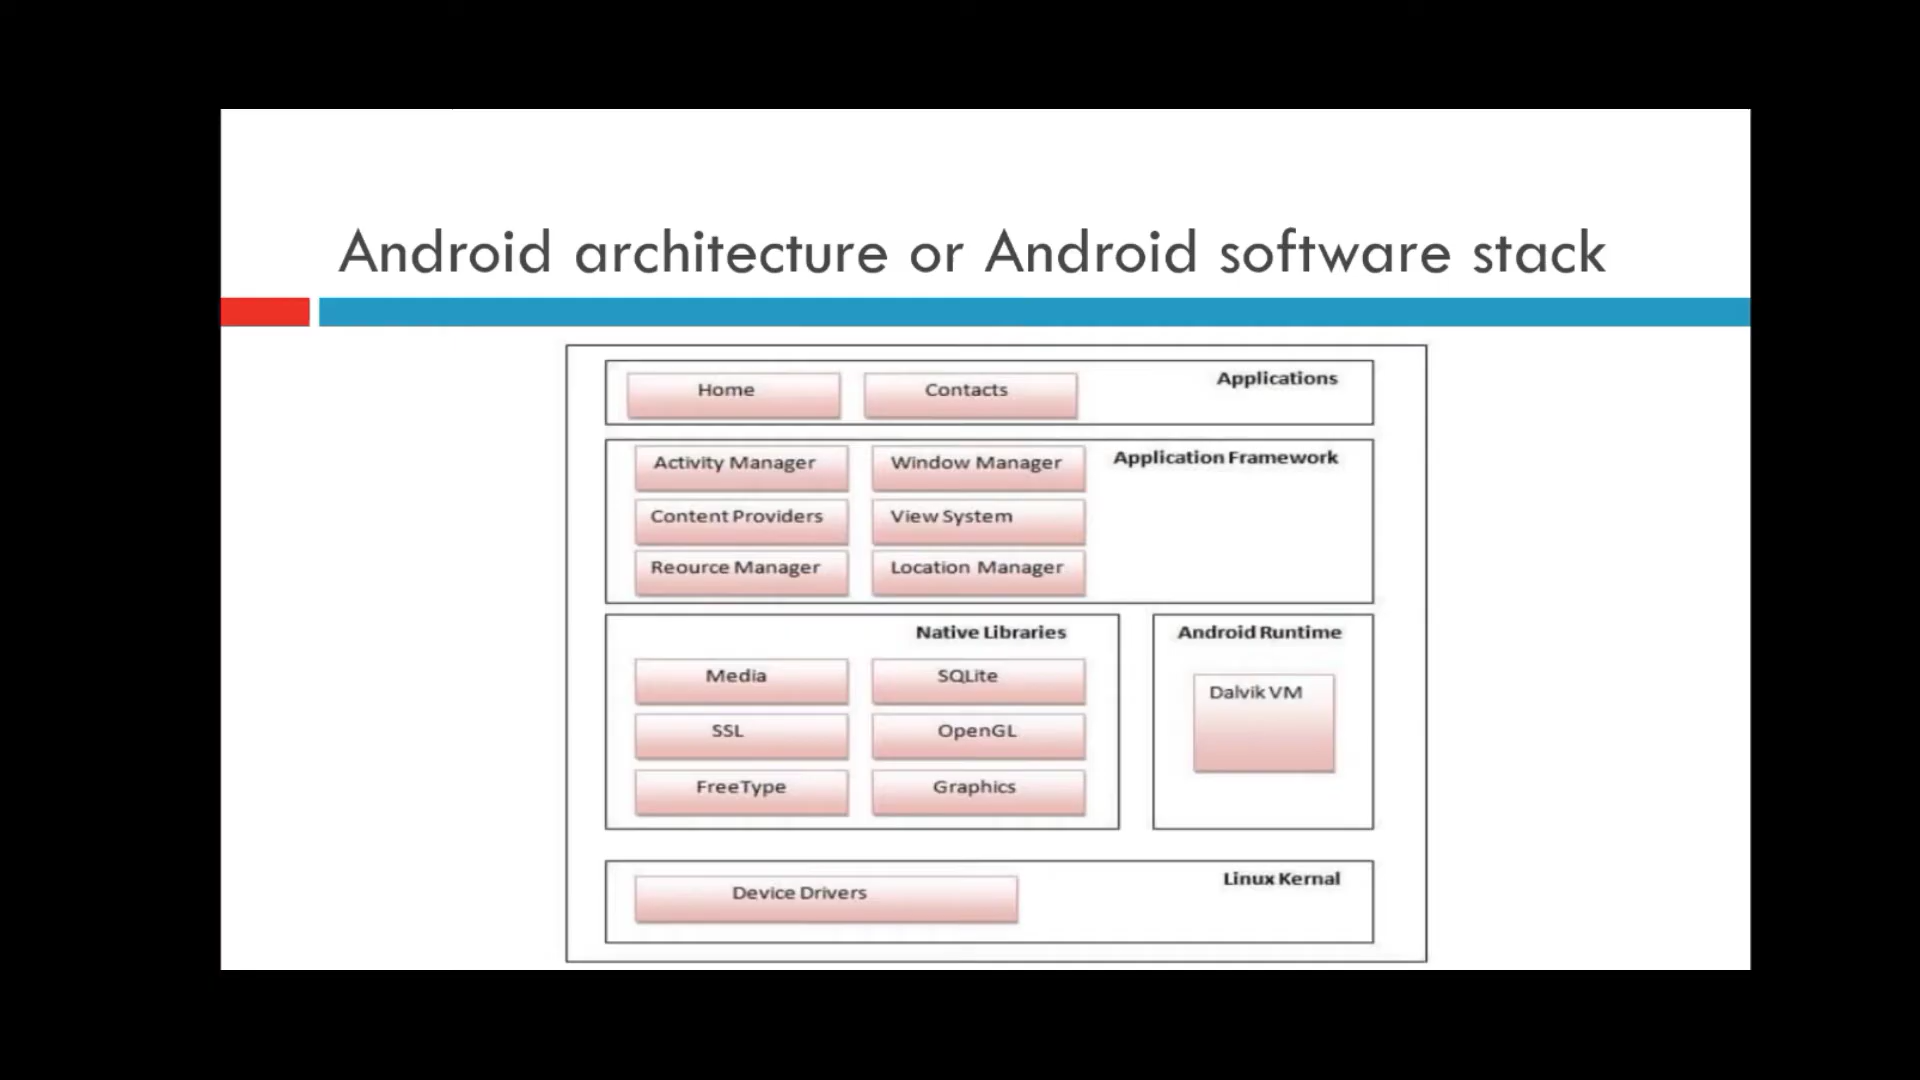 Android architecture or Android software stack
Applications
Home
Contacts
Application Framework
Activity Manager
Window Manager
Content Providers
View System
Reource Manager
Location Manager
Native Libraries
Media
SQLite
SSL
OpenGL
FreeType
Graphics
Android Runtime
Dalvik VM
Linux Kernal
Device Drivers